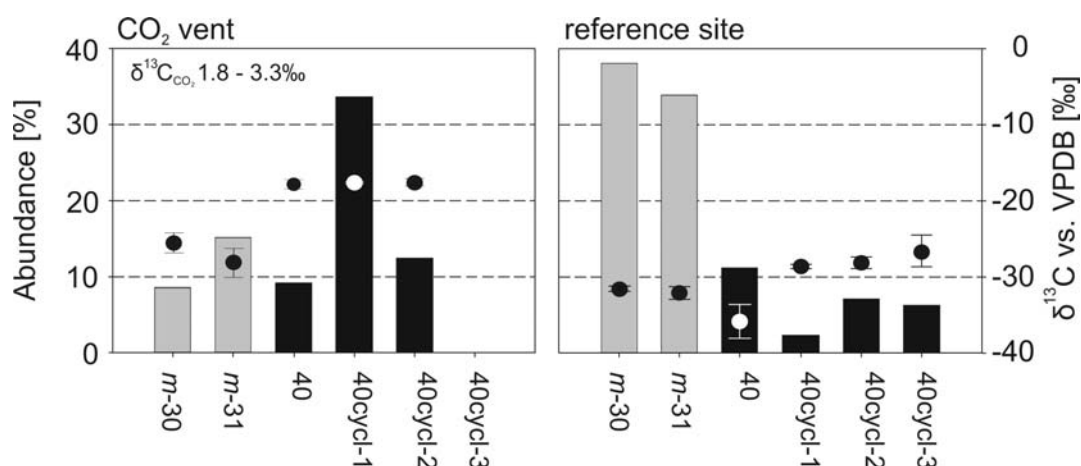 CO₂ vent
reference site
δ¹³C_CO₂ 1.8 - 3.3‰
Abundance [%]
40
30
20
10
0
0
-10
-20
-30
-40
δ¹³C vs. VPDB [‰]
m-30
m-31
40
40cycl-1
40cycl-2
40cycl-3
m-30
m-31
40
40cycl-1
40cycl-2
40cycl-3